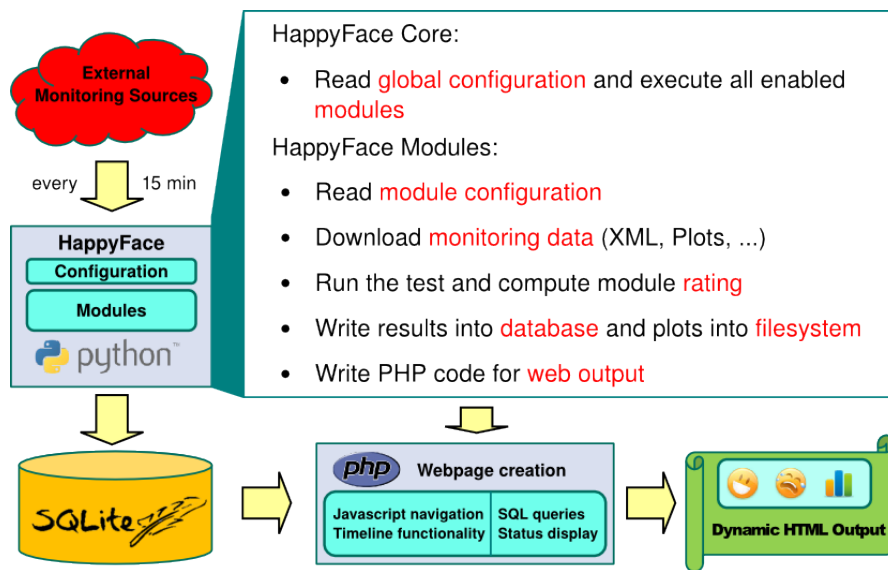 External
Monitoring Sources
every 15 min
HappyFace
Configuration
Modules
python™
HappyFace Core:
• Read global configuration and execute all enabled
modules
HappyFace Modules:
• Read module configuration
• Download monitoring data (XML, Plots, ...)
• Run the test and compute module rating
• Write results into database and plots into filesystem
• Write PHP code for web output
SQLite
php Webpage creation
Javascript navigation
Timeline functionality
SQL queries
Status display
Dynamic HTML Output